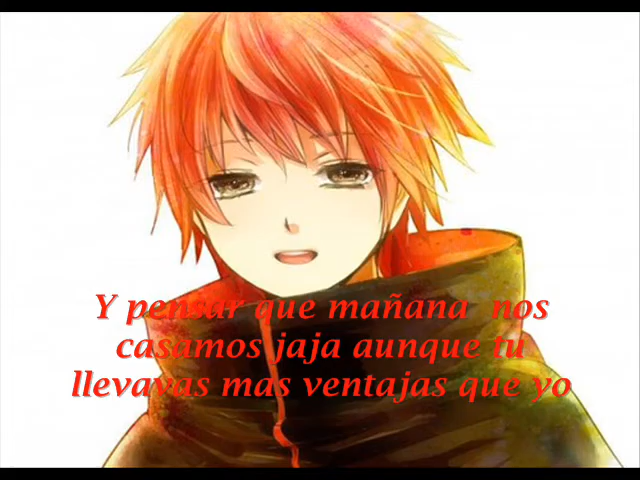 Y pensar que mañana nos
casamos jaja aunque tu
llevavas mas ventajas que yo